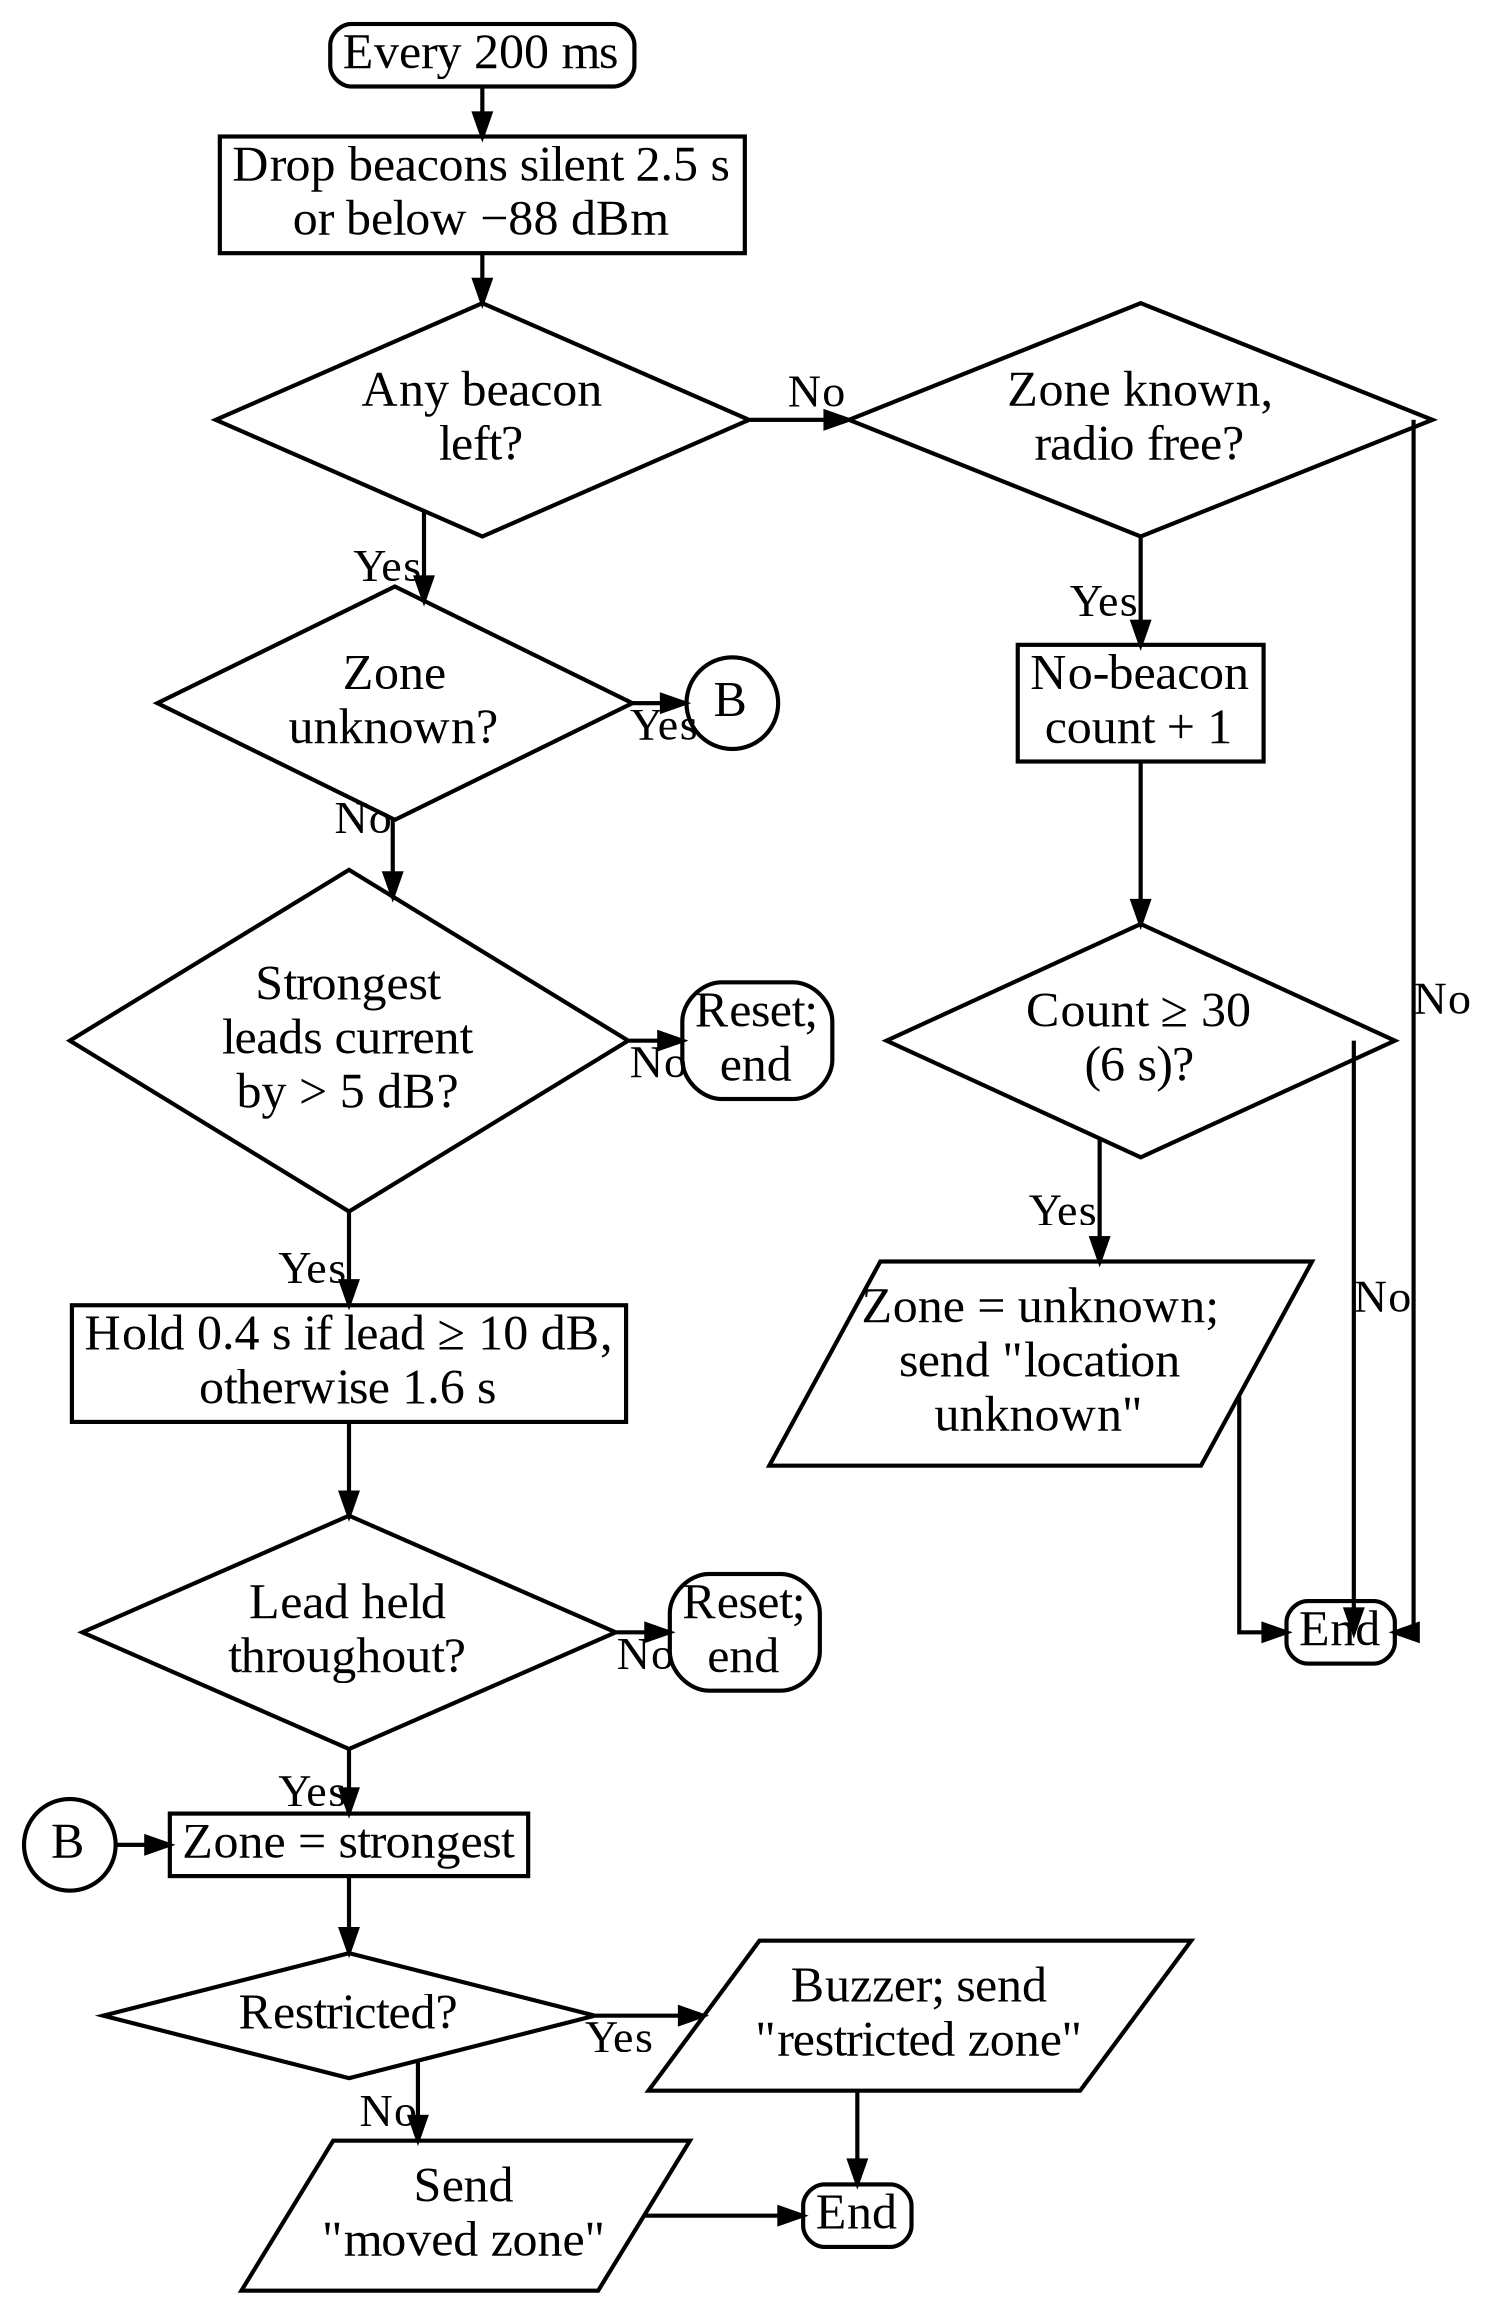 Every 200 ms
Drop beacons silent 2.5 s
or below −88 dBm
Any beacon
left?
No
Zone known,
radio free?
Yes
Yes
Zone
unknown?
Yes
B
No-beacon
count + 1
No
Strongest
leads current
by > 5 dB?
No
Reset;
end
Count ≥ 30
(6 s)?
No
Yes
Yes
Hold 0.4 s if lead ≥ 10 dB,
otherwise 1.6 s
Zone = unknown;
send "location
unknown"
No
Lead held
throughout?
No
Reset;
end
End
Yes
B
Zone = strongest
Restricted?
Yes
Buzzer; send
"restricted zone"
No
Send
"moved zone"
End